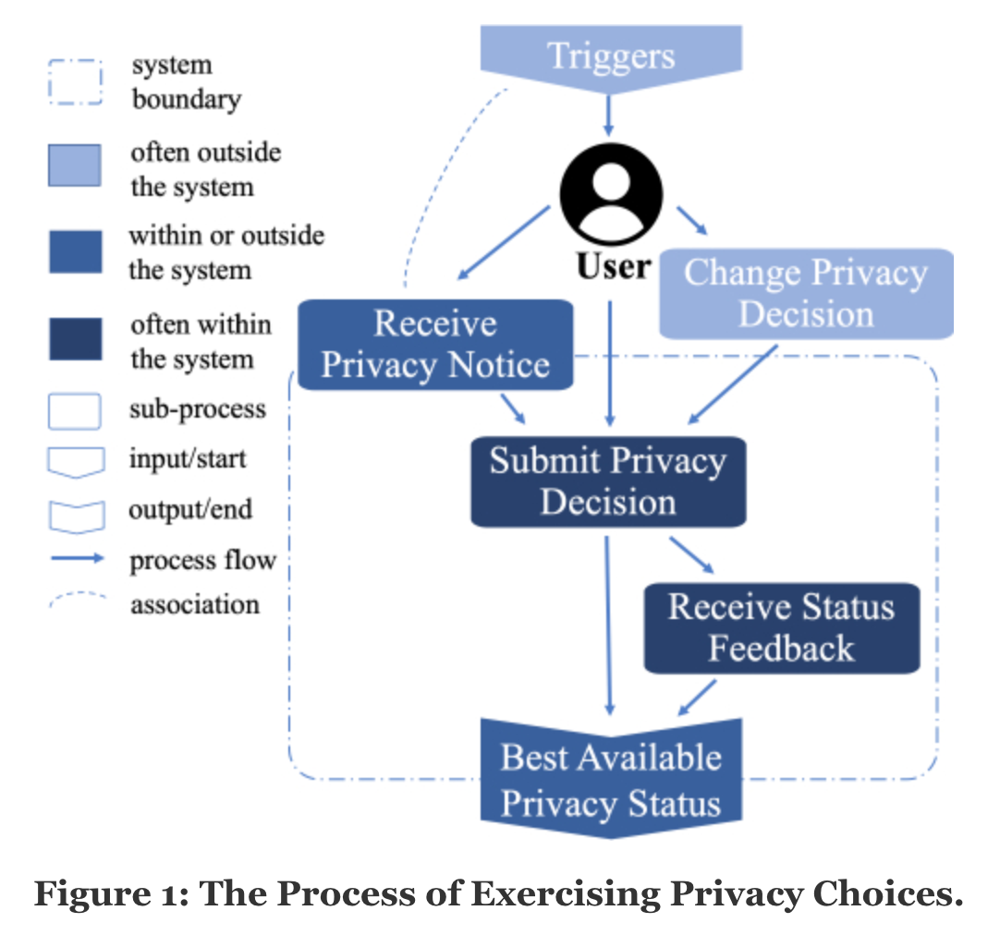 system
boundary
often outside
the system
within or outside
the system
often within
the system
sub-process
input/start
output/end
process flow
association
Triggers
User
Change Privacy
Decision
Receive
Privacy Notice
Submit Privacy
Decision
Receive Status
Feedback
Best Available
Privacy Status
Figure 1: The Process of Exercising Privacy Choices.